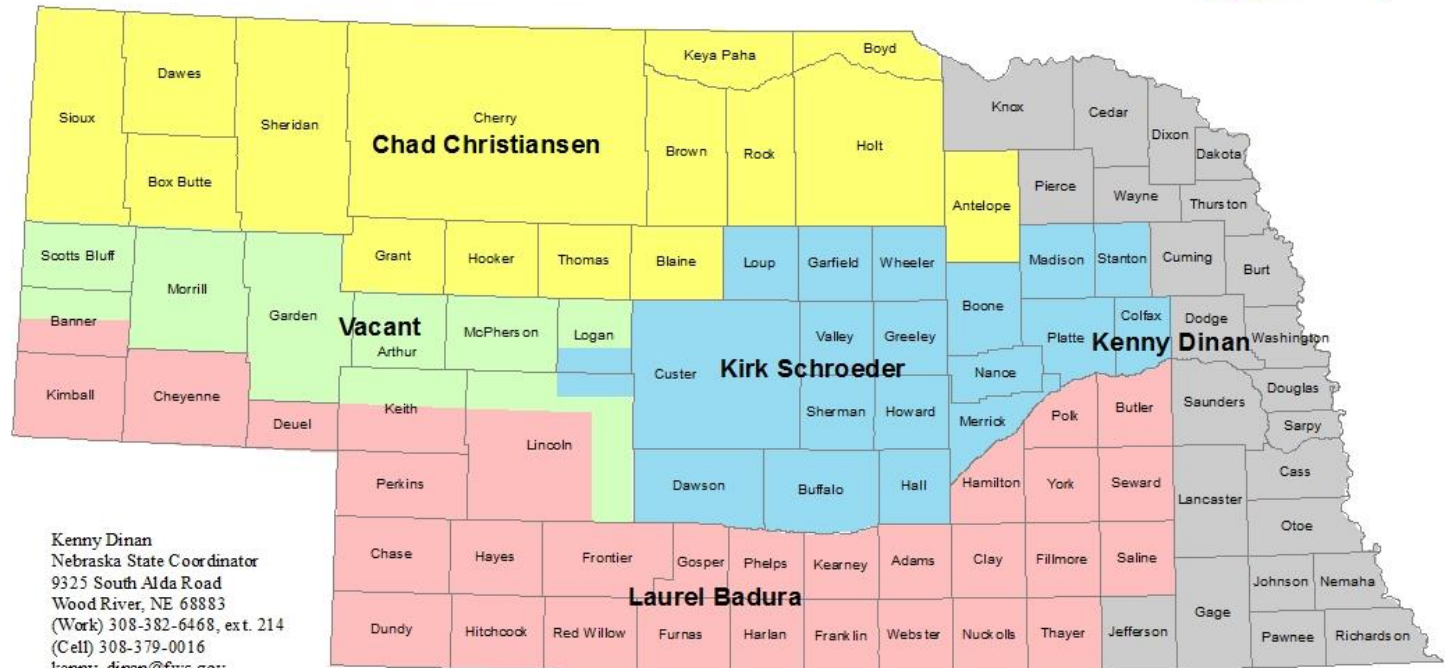 Keya Paha
Boyd
Dawes
Sioux
Sheridan
Cherry
Chad Christiansen
Brown
Rock
Holt
Knox
Cedar
Dixon
Dakota
Box Butte
Antelope
Pierce
Wayne
Thurston
Scotts Bluff
Morrill
Garden
Grant
Hooker
Thomas
Blaine
Loup
Garfield
Wheeler
Madison
Stanton
Cuming
Burt
Banner
Vacant
Arthur
McPherson
Logan
Boone
Valley
Greeley
Platte
Colfax
Dodge
Washington
Kenny Dinan
Kimball
Cheyenne
Deuel
Keith
Lincoln
Custer
Kirk Schroeder
Nance
Sherman
Howard
Merrick
Polk
Butler
Saunders
Douglas
Sarpy
Perkins
Dawson
Buffalo
Hall
Hamilton
York
Seward
Lancaster
Cass
Otoe
Chase
Hayes
Frontier
Gosper
Phelps
Kearney
Adams
Clay
Fillmore
Saline
Laurel Badura
Johnson
Nemaha
Dundy
Hitchcock
Red Willow
Furnas
Harlan
Franklin
Webster
Nuckolls
Thayer
Jefferson
Gage
Pawnee
Richardson
Kenny Dinan
Nebraska State Coordinator
9325 South Alda Road
Wood River, NE 68883
(Work) 308-382-6468, ext. 214
(Cell) 308-379-0016
kenny_dinan@fws.gov